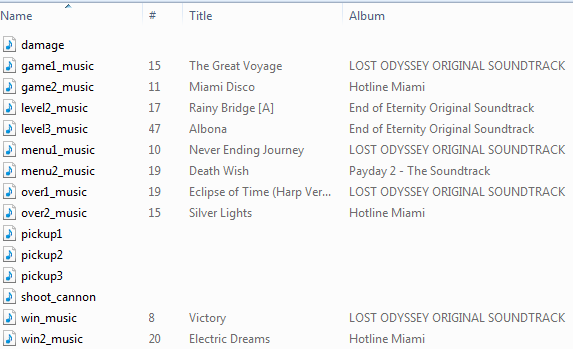 Name # Title Album
damage
game1_music 15 The Great Voyage LOST ODYSSEY ORIGINAL SOUNDTRACK
game2_music 11 Miami Disco Hotline Miami
level2_music 17 Rainy Bridge [A] End of Eternity Original Soundtrack
level3_music 47 Albona End of Eternity Original Soundtrack
menu1_music 10 Never Ending Journey LOST ODYSSEY ORIGINAL SOUNDTRACK
menu2_music 19 Death Wish Payday 2 - The Soundtrack
over1_music 19 Eclipse of Time (Harp Ver... LOST ODYSSEY ORIGINAL SOUNDTRACK
over2_music 15 Silver Lights Hotline Miami
pickup1
pickup2
pickup3
shoot_cannon
win_music 8 Victory LOST ODYSSEY ORIGINAL SOUNDTRACK
win2_music 20 Electric Dreams Hotline Miami